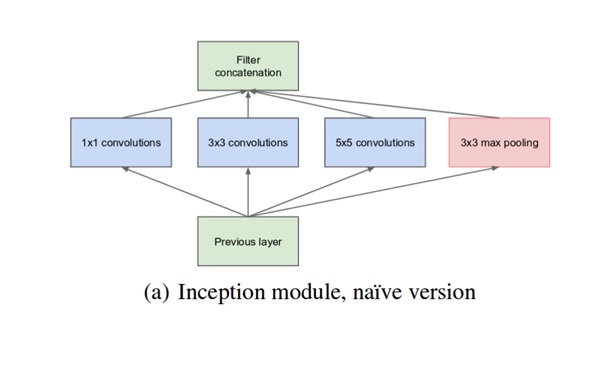 Filter
concatenation
1x1 convolutions
3x3 convolutions
5x5 convolutions
3x3 max pooling
Previous layer
(a) Inception module, naïve version